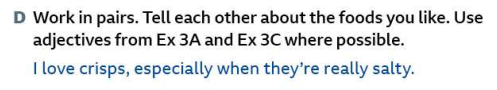 D Work in pairs. Tell each other about the foods you like. Use
adjectives from Ex 3A and Ex 3C where possible.
I love crisps, especially when they’re really salty.